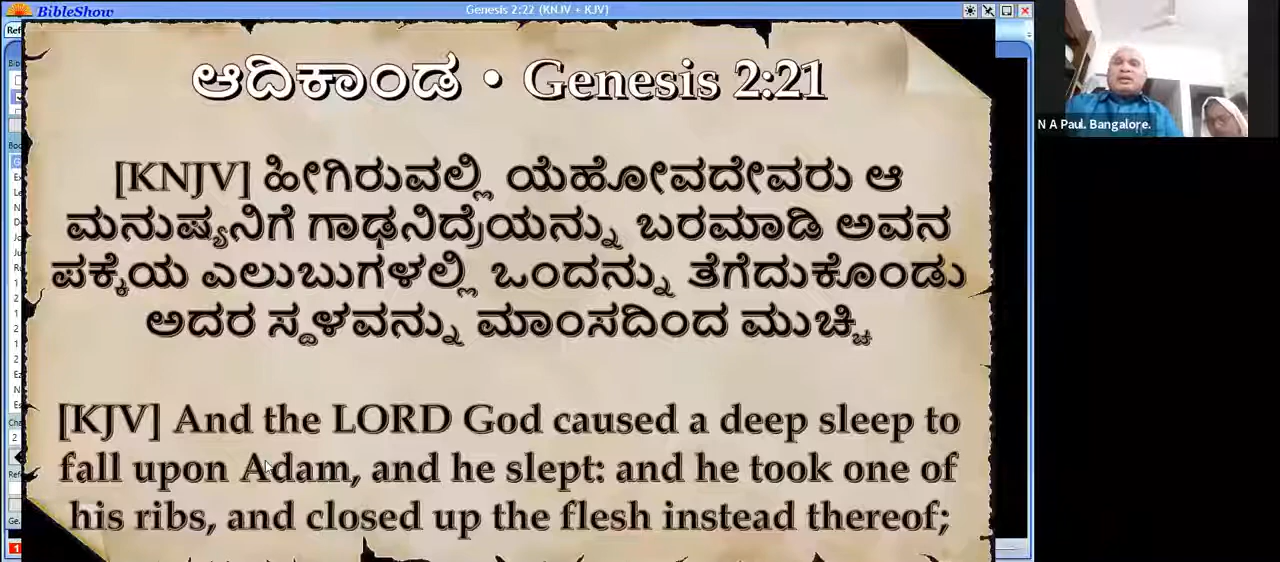 BibleShow
Genesis 2:22 (KNJV + KJV)
Ref
ಆದಿಕಾಂಡ • Genesis 2:21
[KNJV] ಹೀಗಿರುವಲ್ಲಿ ಯೆಹೋವದೇವರು ಆ
ಮನುಷ್ಯನಿಗೆ ಗಾಢನಿದ್ರೆಯನ್ನು ಬರಮಾಡಿ ಅವನ
ಪಕ್ಕೆಯ ಎಲುಬುಗಳಲ್ಲಿ ಒಂದನ್ನು ತೆಗೆದುಕೊಂಡು
ಅದರ ಸ್ಥಳವನ್ನು ಮಾಂಸದಿಂದ ಮುಚ್ಚಿ
[KJV] And the LORD God caused a deep sleep to
fall upon Adam, and he slept: and he took one of
his ribs, and closed up the flesh instead thereof;
N A Paul. Bangalore.